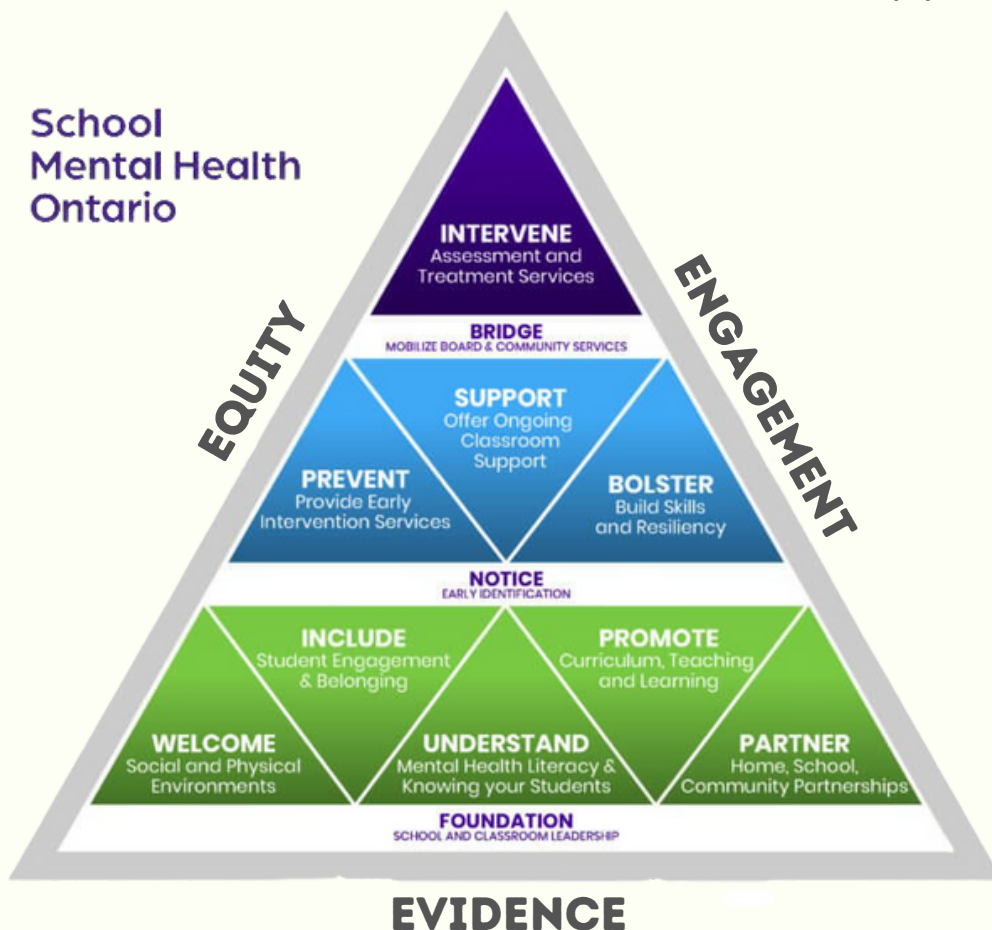 School
Mental Health
Ontario
INTERVENE
Assessment and
Treatment Services
EQUITY
ENGAGEMENT
BRIDGE
MOBILIZE BOARD & COMMUNITY SERVICES
PREVENT
Provide Early
Intervention Services
SUPPORT
Offer Ongoing
Classroom
Support
BOLSTER
Build Skills
and Resiliency
NOTICE
EARLY IDENTIFICATION
WELCOME
Social and Physical
Environments
INCLUDE
Student Engagement
& Belonging
UNDERSTAND
Mental Health Literacy &
Knowing your Students
PROMOTE
Curriculum, Teaching
and Learning
PARTNER
Home, School,
Community Partnerships
FOUNDATION
SCHOOL AND CLASSROOM LEADERSHIP
EVIDENCE